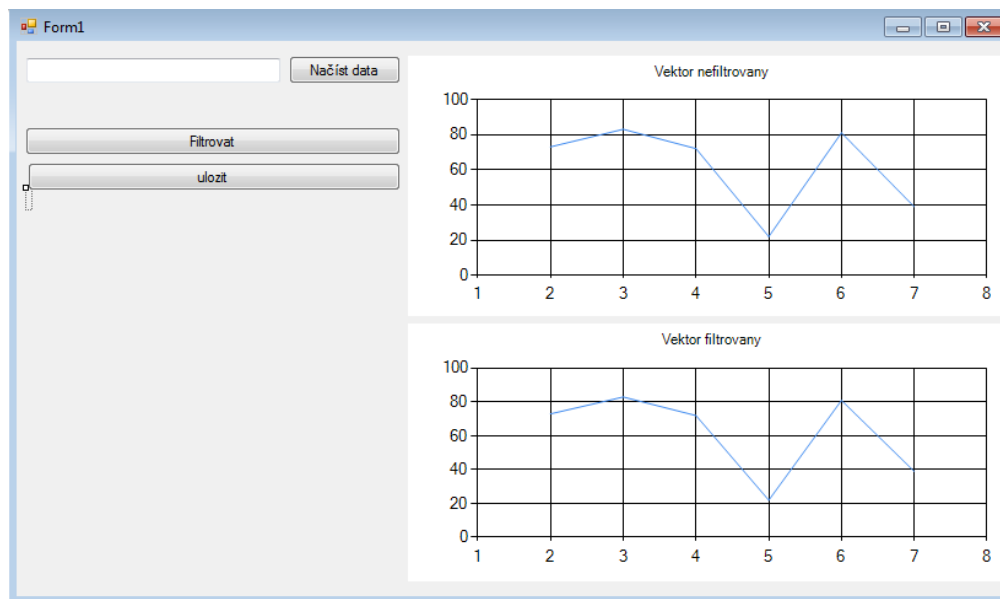 Form1
Načíst data
Filtrovat
ulozit
Vektor nefiltrovany
100
80
60
40
20
0
1 2 3 4 5 6 7 8
Vektor filtrovany
100
80
60
40
20
0
1 2 3 4 5 6 7 8